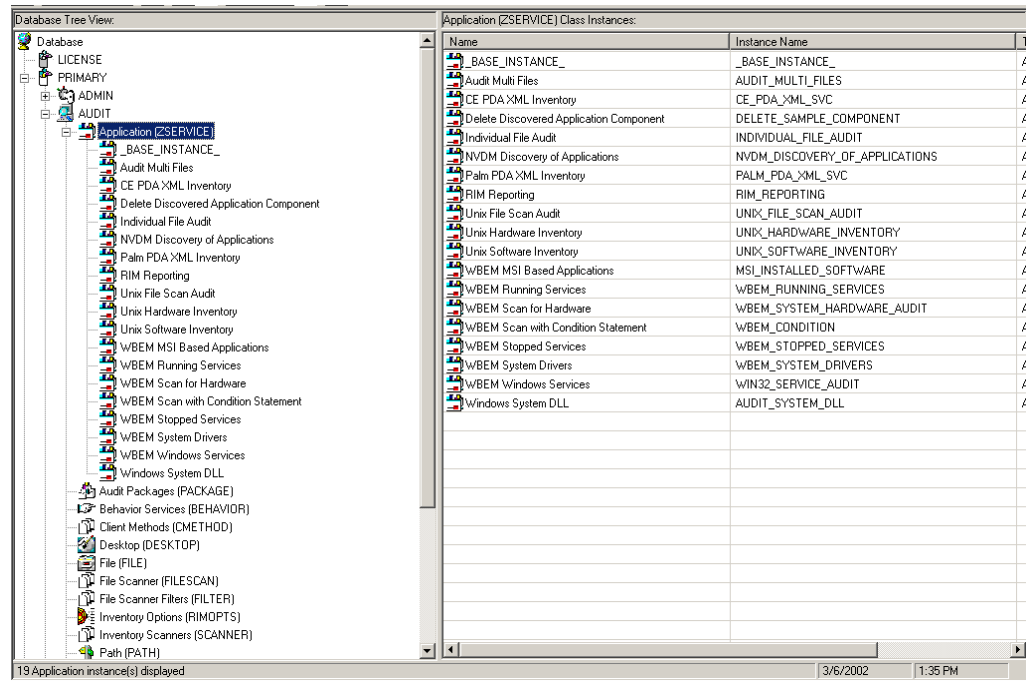 Database Tree View:
Database
LICENSE
PRIMARY
ADMIN
AUDIT
Application (ZSERVICE)
_BASE_INSTANCE_
Audit Multi Files
CE PDA XML Inventory
Delete Discovered Application Component
Individual File Audit
NVDM Discovery of Applications
Palm PDA XML Inventory
RIM Reporting
Unix File Scan Audit
Unix Hardware Inventory
Unix Software Inventory
WBEM MSI Based Applications
WBEM Running Services
WBEM Scan for Hardware
WBEM Scan with Condition Statement
WBEM Stopped Services
WBEM System Drivers
WBEM Windows Services
Windows System DLL
Audit Packages (PACKAGE)
Behavior Services (BEHAVIOR)
Client Methods (CMETHOD)
Desktop (DESKTOP)
File (FILE)
File Scanner (FILESCAN)
File Scanner Filters (FILTER)
Inventory Options (RIMOPTS)
Inventory Scanners (SCANNER)
Path (PATH)
Application (ZSERVICE) Class Instances:
Name Instance Name T
_BASE_INSTANCE_ _BASE_INSTANCE_ A
Audit Multi Files AUDIT_MULTI_FILES A
CE PDA XML Inventory CE_PDA_XML_SVC A
Delete Discovered Application Component DELETE_SAMPLE_COMPONENT A
Individual File Audit INDIVIDUAL_FILE_AUDIT A
NVDM Discovery of Applications NVDM_DISCOVERY_OF_APPLICATIONS A
Palm PDA XML Inventory PALM_PDA_XML_SVC A
RIM Reporting RIM_REPORTING A
Unix File Scan Audit UNIX_FILE_SCAN_AUDIT A
Unix Hardware Inventory UNIX_HARDWARE_INVENTORY A
Unix Software Inventory UNIX_SOFTWARE_INVENTORY A
WBEM MSI Based Applications MSI_INSTALLED_SOFTWARE A
WBEM Running Services WBEM_RUNNING_SERVICES A
WBEM Scan for Hardware WBEM_SYSTEM_HARDWARE_AUDIT A
WBEM Scan with Condition Statement WBEM_CONDITION A
WBEM Stopped Services WBEM_STOPPED_SERVICES A
WBEM System Drivers WBEM_SYSTEM_DRIVERS A
WBEM Windows Services WIN32_SERVICE_AUDIT A
Windows System DLL AUDIT_SYSTEM_DLL A
19 Application instance(s) displayed 3/6/2002 1:35 PM